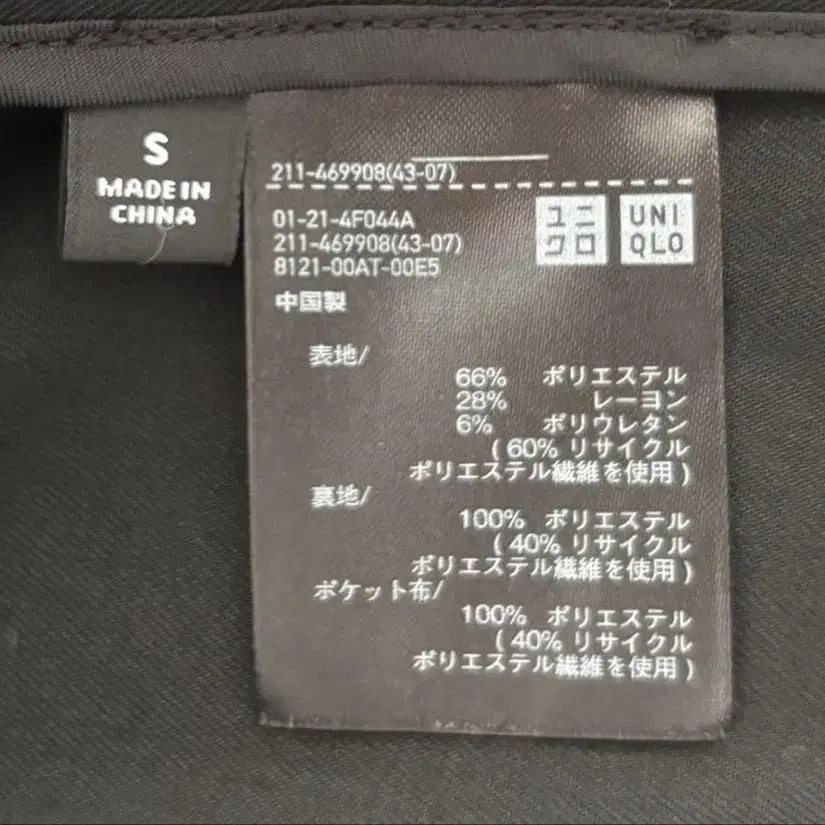 S
MADE IN
CHINA
211-469908(43-07)
01-21-4F044A
211-469908(43-07)
8121-00AT-00E5
ユニ
クロ
UNI
QLO
中国製
表地/
66% ポリエステル
28% レーヨン
6% ポリウレタン
( 60% リサイクル
ポリエステル繊維を使用 )
裏地/
100% ポリエステル
( 40% リサイクル
ポリエステル繊維を使用 )
ポケット布/
100% ポリエステル
( 40% リサイクル
ポリエステル繊維を使用 )